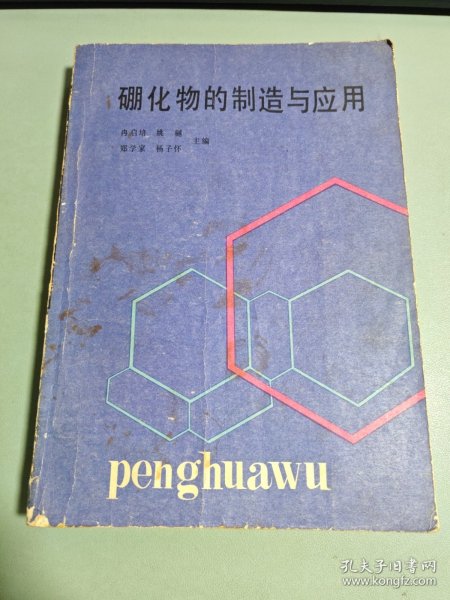 硼化物的制造与应用
冉启培 姚
郑学家 杨子怀 主编
penghuawu
孔夫子旧书网
www.kongfz.com